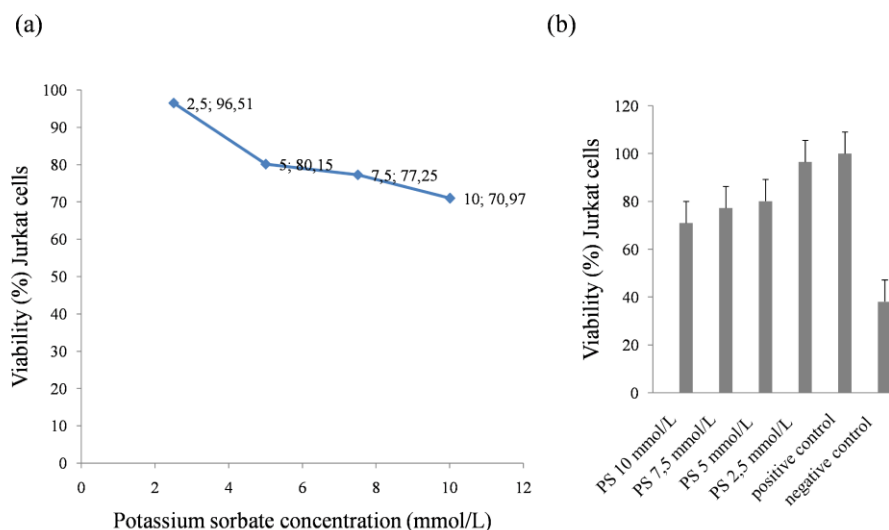 (a)
Viability (%) Jurkat cells
100
90
80
70
60
50
40
30
20
10
0
2,5; 96,51
5; 80,15
7,5; 77,25
10; 70,97
0 2 4 6 8 10 12
Potassium sorbate concentration (mmol/L)
(b)
Viability (%) Jurkat cells
120
100
80
60
40
20
0
PS 10 mmol/L
PS 7,5 mmol/L
PS 5 mmol/L
PS 2,5 mmol/L
positive control
negative control